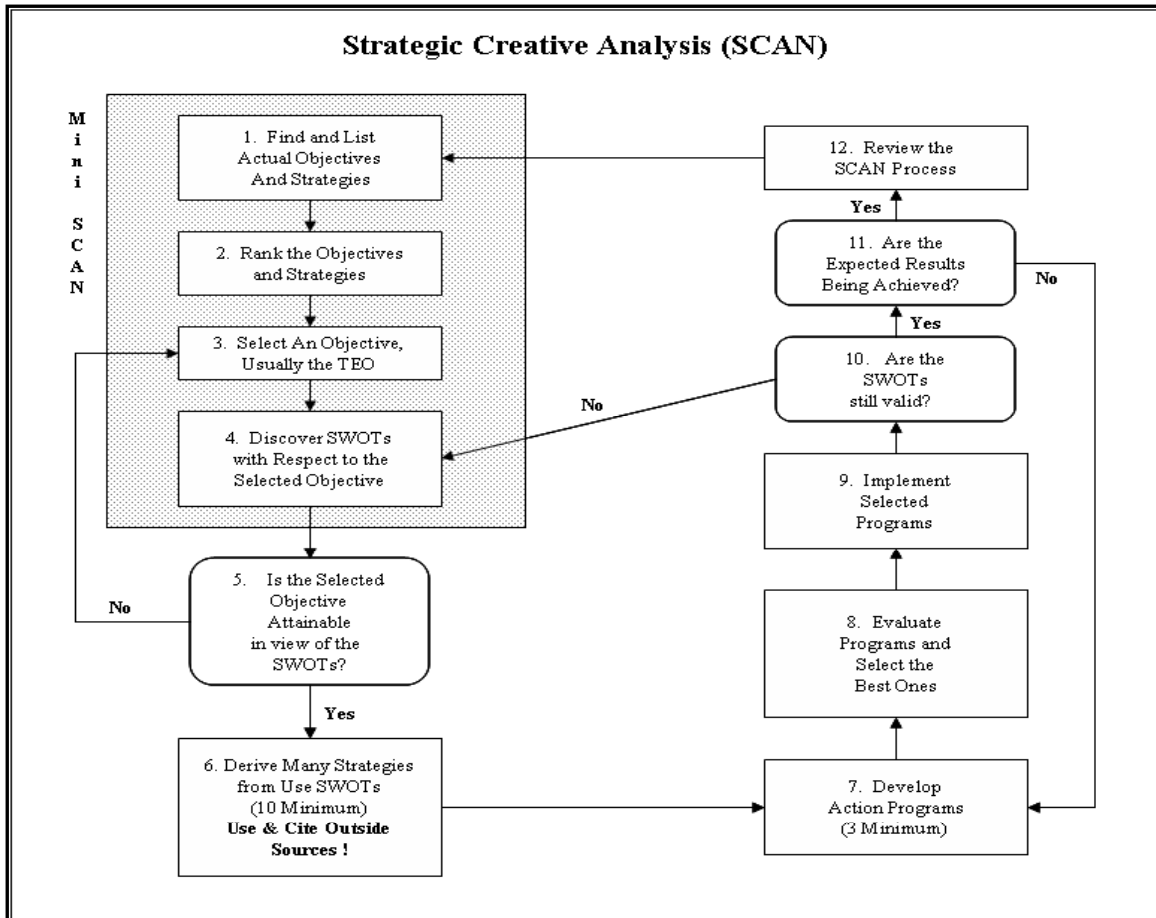 Strategic Creative Analysis (SCAN)
Mini SCAN
1. Find and List
Actual Objectives
And Strategies
2. Rank the Objectives
and Strategies
3. Select An Objective,
Usually the TEO
4. Discover SWOTs
with Respect to the
Selected Objective
5. Is the Selected
Objective
Attainable
in view of the
SWOTs?
No
Yes
6. Derive Many Strategies
from Use SWOTs
(10 Minimum)
Use & Cite Outside
Sources !
7. Develop
Action Programs
(3 Minimum)
8. Evaluate
Programs and
Select the
Best Ones
9. Implement
Selected
Programs
10. Are the
SWOTs
still valid?
No
Yes
11. Are the
Expected Results
Being Achieved?
No
Yes
12. Review the
SCAN Process